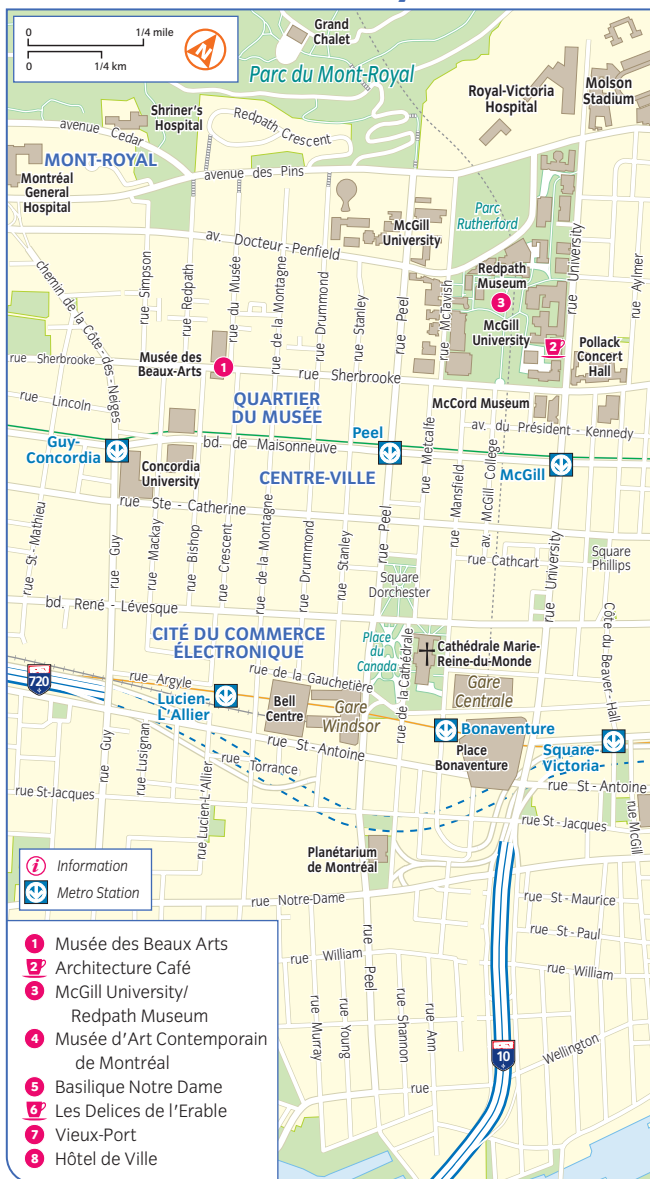 0
1/4 mile
0
1/4 km
N
Grand
Chalet
Parc du Mont-Royal
Royal-Victoria
Hospital
Molson
Stadium
Shriner's
Hospital
Redpath Crescent
avenue Cedar
MONT-ROYAL
avenue des Pins
Montréal
General
Hospital
McGill
University
Parc
Rutherford
av. Docteur - Penfield
chemin de la Côte - des - Neiges
rue Simpson
rue Redpath
rue du Musée
rue de la Montagne
rue Drummond
rue Stanley
rue Peel
rue McTavish
Redpath
Museum
3
McGill
University
rue University
rue Aylmer
2
Pollack
Concert
Hall
rue Sherbrooke
Musée des
Beaux-Arts
1
rue Sherbrooke
rue Lincoln
QUARTIER
DU MUSÉE
McCord Museum
av. du Président - Kennedy
Guy-
Concordia
bd. de Maisonneuve
Peel
rue Metcalfe
Concordia
University
CENTRE-VILLE
rue Mansfield
av. McGill College
McGill
rue Ste - Catherine
rue St - Mathieu
rue Guy
rue Mackay
rue Bishop
rue Crescent
rue de la Montagne
rue Drummond
rue Stanley
rue Peel
rue Cathcart
rue University
Square
Phillips
Square
Dorchester
bd. René - Lévesque
CITÉ DU COMMERCE
ÉLECTRONIQUE
Place
du
Canada
rue de la Cathédrale
Cathédrale Marie-
Reine-du-Monde
Côte du Beaver - Hall
720
rue Argyle
rue de la Gauchetière
Lucien-
L'Allier
Bell
Centre
Gare
Windsor
Gare
Centrale
Bonaventure
Place
Bonaventure
Square-
Victoria
rue Guy
rue Lusignan
rue Lucien-L'Allier
rue St - Antoine
rue Torrance
rue St - Antoine
rue St-Jacques
rue St - Jacques
rue McGill
Planétarium
de Montréal
i Information
Metro Station
rue Notre-Dame
rue St - Maurice
rue St - Paul
rue William
rue William
rue Murray
rue Young
rue Peel
rue Shannon
rue Ann
10
rue
Wellington
1 Musée des Beaux Arts
2 Architecture Café
3 McGill University/
Redpath Museum
4 Musée d'Art Contemporain
de Montréal
5 Basilique Notre Dame
6 Les Delices de l'Erable
7 Vieux-Port
8 Hôtel de Ville